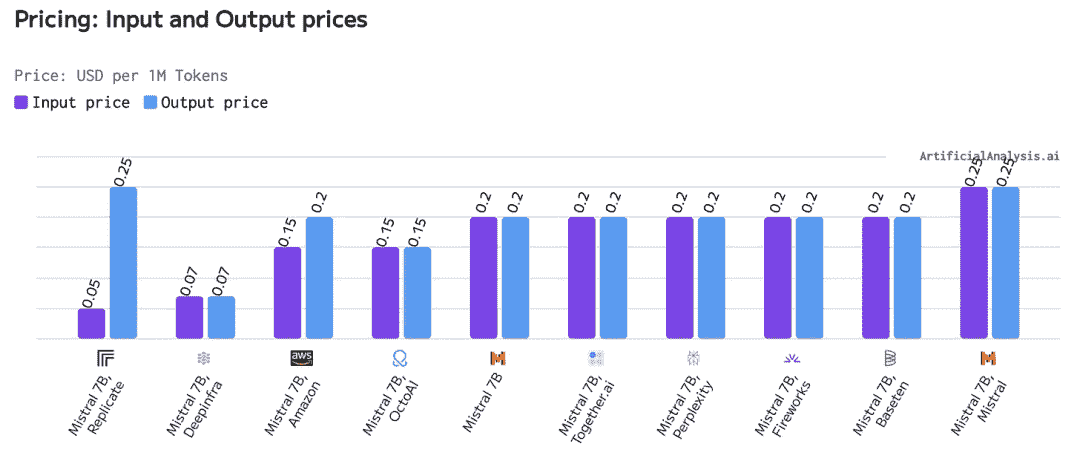 Pricing: Input and Output prices
Price: USD per 1M Tokens
Input price Output price
ArtificialAnalysis.ai
0.05 0.25 0.07 0.07 0.15 0.2 0.15 0.15 0.2 0.2 0.2 0.2 0.2 0.2 0.2 0.2 0.2 0.2 0.25 0.25
aws
Mistral 7B,
Replicate
Mistral 7B,
DeepInfra
Mistral 7B,
Amazon
Mistral 7B,
OctoAI
Mistral 7B
Mistral 7B,
Together.ai
Mistral 7B,
Perplexity
Mistral 7B,
Fireworks
Mistral 7B,
Baseten
Mistral 7B,
Mistral